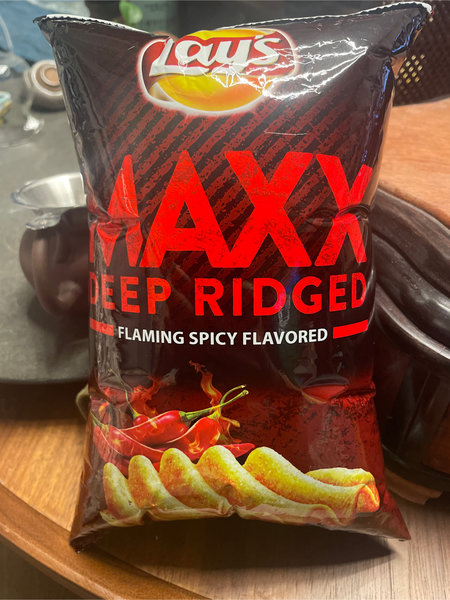 Lay's
MAXX
DEEP RIDGED
FLAMING SPICY FLAVORED